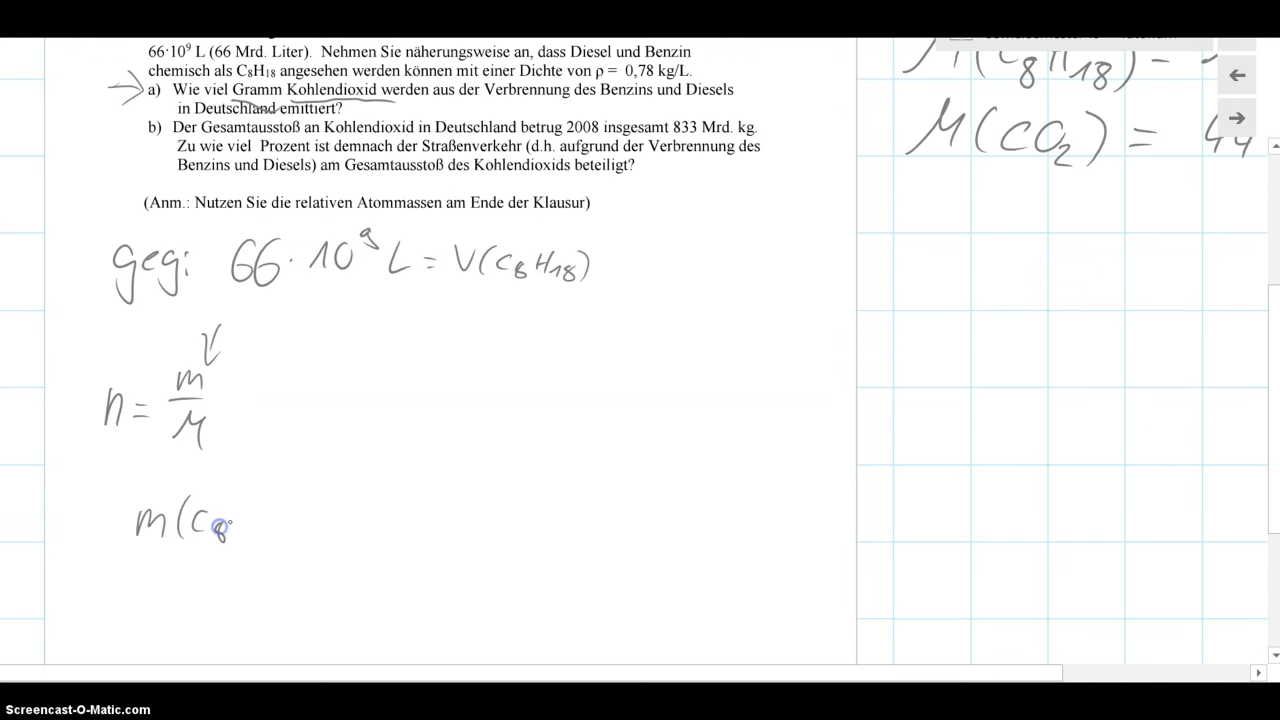 66·10⁹ L (66 Mrd. Liter). Nehmen Sie näherungsweise an, dass Diesel und Benzin
chemisch als C₈H₁₈ angesehen werden können mit einer Dichte von ρ = 0,78 kg/L.
a) Wie viel Gramm Kohlendioxid werden aus der Verbrennung des Benzins und Diesels
in Deutschland emittiert?
b) Der Gesamtausstoß an Kohlendioxid in Deutschland betrug 2008 insgesamt 833 Mrd. kg.
Zu wie viel Prozent ist demnach der Straßenverkehr (d.h. aufgrund der Verbrennung des
Benzins und Diesels) am Gesamtausstoß des Kohlendioxids beteiligt?
(Anm.: Nutzen Sie die relativen Atommassen am Ende der Klausur)
geg: 66·10⁹ L = V(C₈H₁₈)
n = m/M
m(C₈
M(C₈H₁₈) =
M(CO₂) = 44
Screencast-O-Matic.com